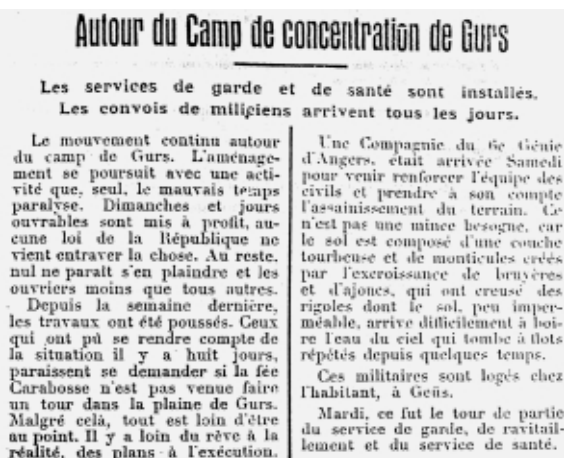 Autour du Camp de concentration de Gurs
Les services de garde et de santé sont installés.
Les convois de miliciens arrivent tous les jours.
Le mouvement continu autour
du camp de Gurs. L'aménage-
ment se poursuit avec une acti-
vité que, seul, le mauvais temps
paralyse. Dimanches et jours
ouvrables sont mis à profit, au-
cune loi de la République ne
vient entraver la chose. Au reste,
nul ne paraît s'en plaindre et les
ouvriers moins que tous autres.
Depuis la semaine dernière,
les travaux ont été poussés. Ceux
qui ont pû se rendre compte de
la situation il y a huit jours,
paraissent se demander si la fée
Carabosse n'est pas venue faire
un tour dans la plaine de Gurs.
Malgré celà, tout est loin d'être
au point. Il y a loin du rêve à la
réalité, des plans à l'exécution.
Une Compagnie du 6e Génie
d'Angers, était arrivée Samedi
pour venir renforcer l'équipe des
civils et prendre à son compte
l'assainissement du terrain. Ce
n'est pas une mince besogne, car
le sol est composé d'une couche
tourbeuse et de monticules créés
par l'excroissance de bruyères
et d'ajoncs, qui ont creusé des
rigoles dont le sol, peu imper-
méable, arrive difficilement à boi-
re l'eau du ciel qui tombe à flots
répétés depuis quelques temps.
Ces militaires sont logés chez
l'habitant, à Geüs.
Mardi, ce fut le tour de partie
du service de garde, de ravitail-
lement et du service de santé.